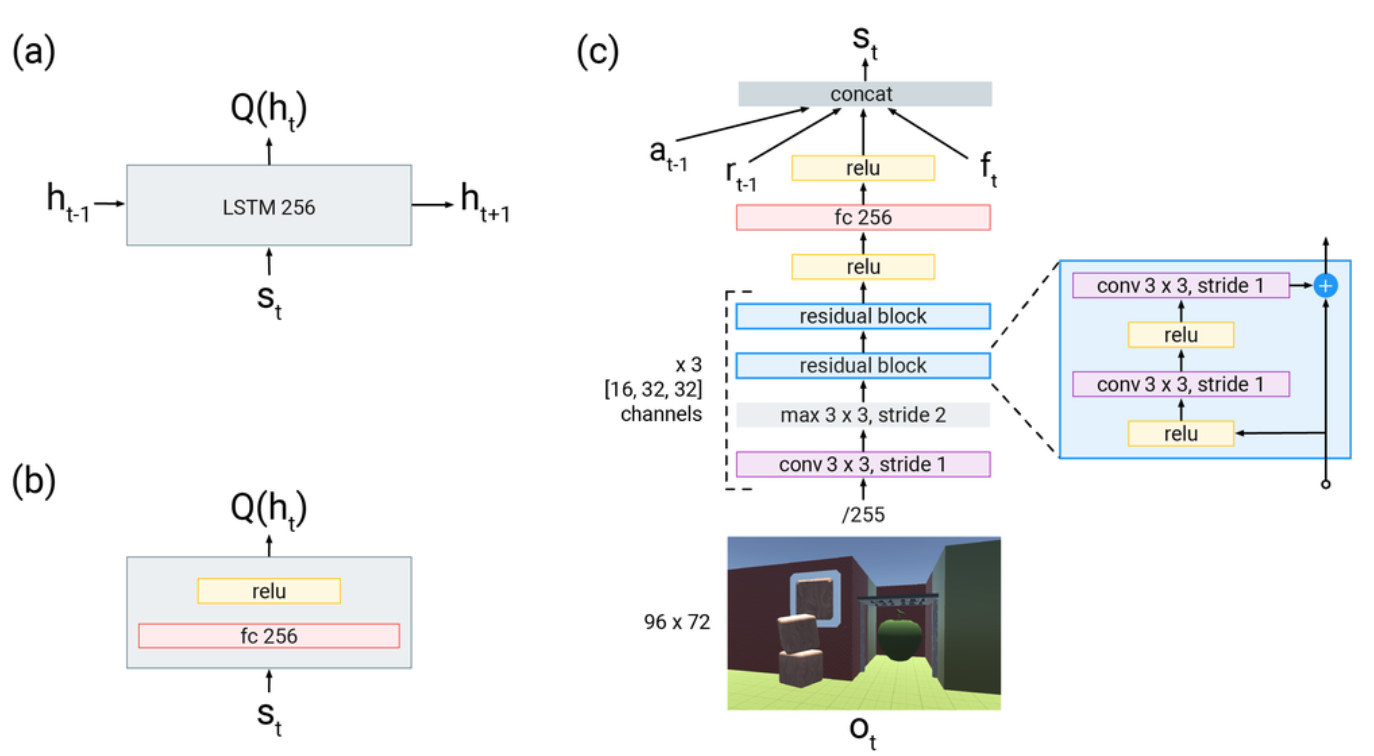 (a)
Q(h_t)
h_{t-1}
LSTM 256
h_{t+1}
s_t
(b)
Q(h_t)
relu
fc 256
s_t
(c)
s_t
concat
a_{t-1}
r_{t-1}
f_t
relu
fc 256
relu
residual block
residual block
max 3 x 3, stride 2
conv 3 x 3, stride 1
x 3
[16, 32, 32]
channels
/255
96 x 72
o_t
conv 3 x 3, stride 1
+
relu
conv 3 x 3, stride 1
relu